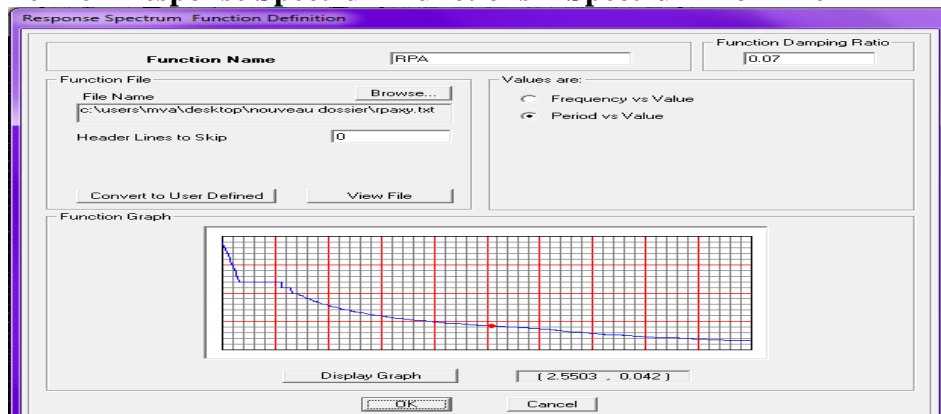 Response Spectrum Function Definition
Function Name
RPA
Function Damping Ratio
0.07
Function File
File Name
Browse...
c:\users\mva\desktop\nouveau dossier\rpaxy.txt
Header Lines to Skip
0
Convert to User Defined
View File
Values are:
Frequency vs Value
Period vs Value
Function Graph
Display Graph
( 2.5503 , 0.042 )
OK
Cancel